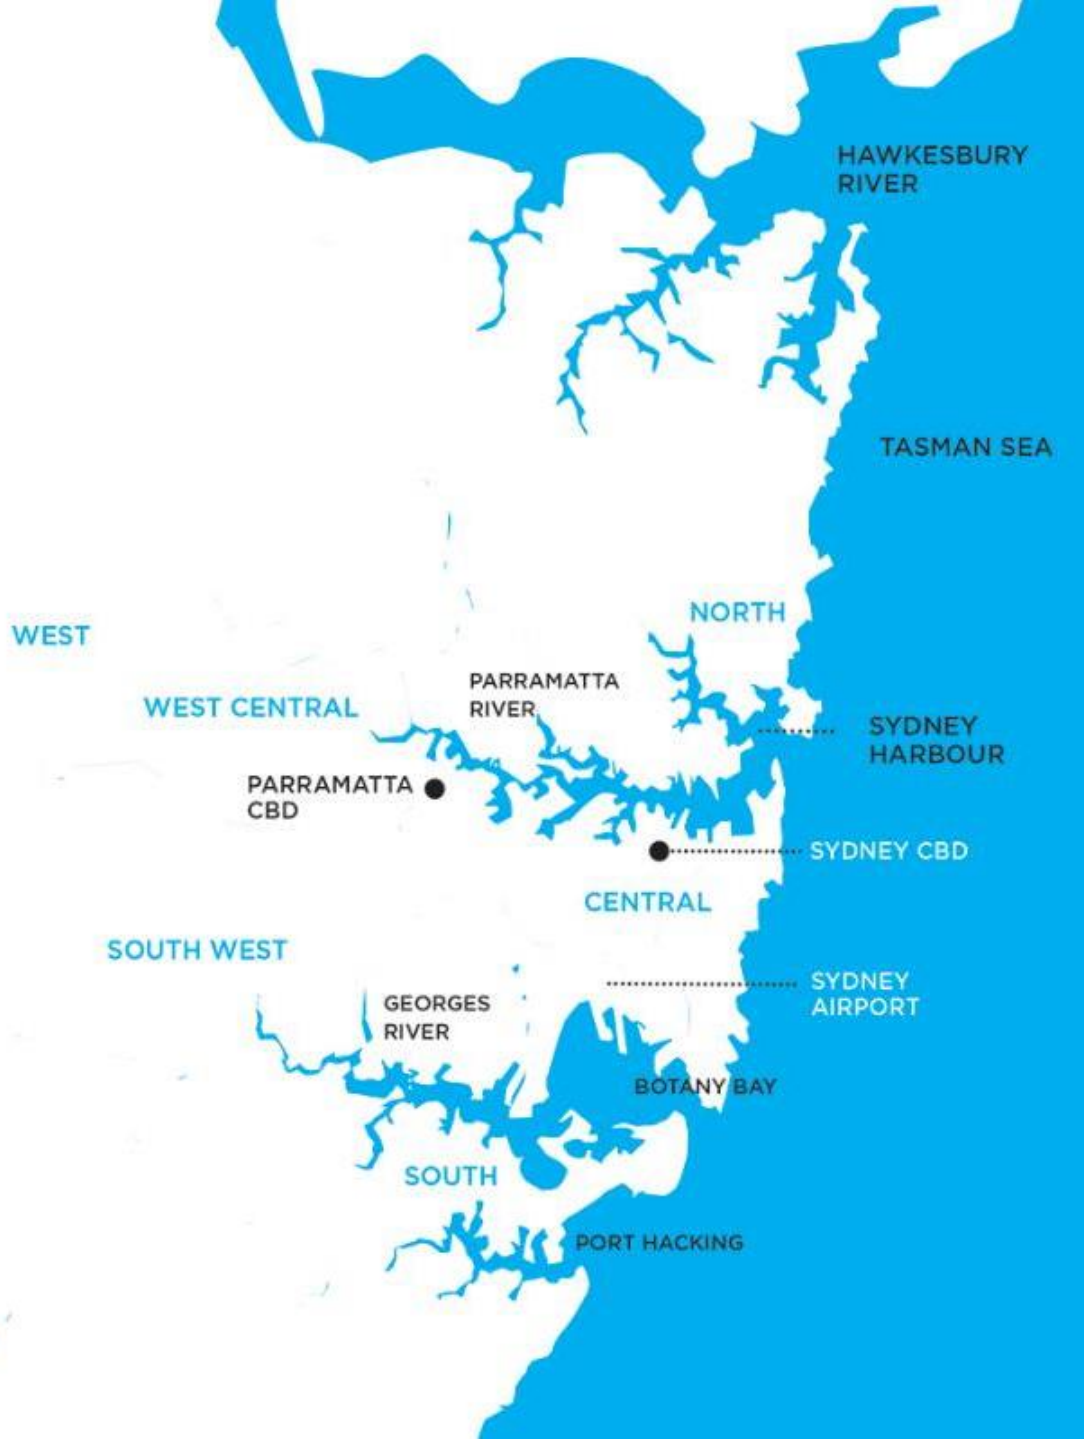 HAWKESBURY
RIVER
TASMAN SEA
NORTH
WEST
PARRAMATTA
RIVER
WEST CENTRAL
SYDNEY
HARBOUR
PARRAMATTA
CBD
SYDNEY CBD
CENTRAL
SOUTH WEST
SYDNEY
AIRPORT
GEORGES
RIVER
BOTANY BAY
SOUTH
PORT HACKING